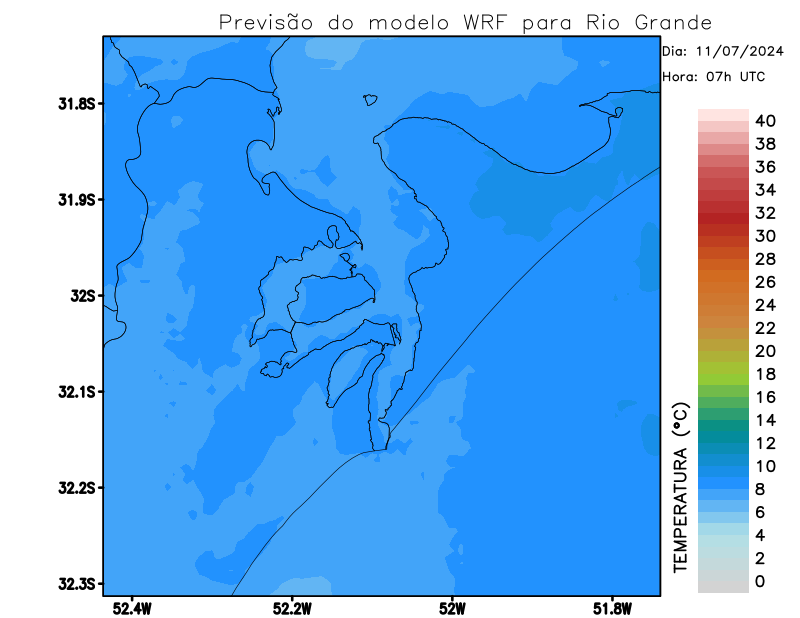 Previsão do modelo WRF para Rio Grande
Dia: 11/07/2024
Hora: 07h UTC
31.8S
31.9S
32S
32.1S
32.2S
32.3S
52.4W
52.2W
52W
51.8W
TEMPERATURA (°C)
40
38
36
34
32
30
28
26
24
22
20
18
16
14
12
10
8
6
4
2
0